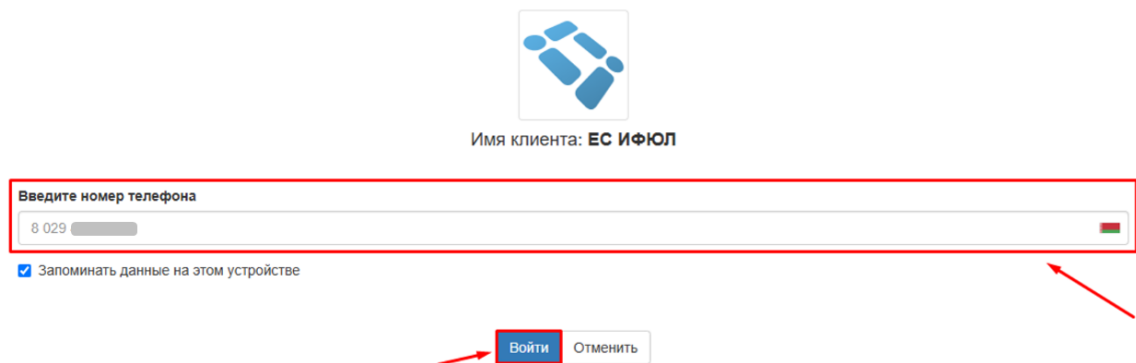 Имя клиента: ЕС ИФЮЛ
Введите номер телефона
8 029
Запоминать данные на этом устройстве
Войти Отменить